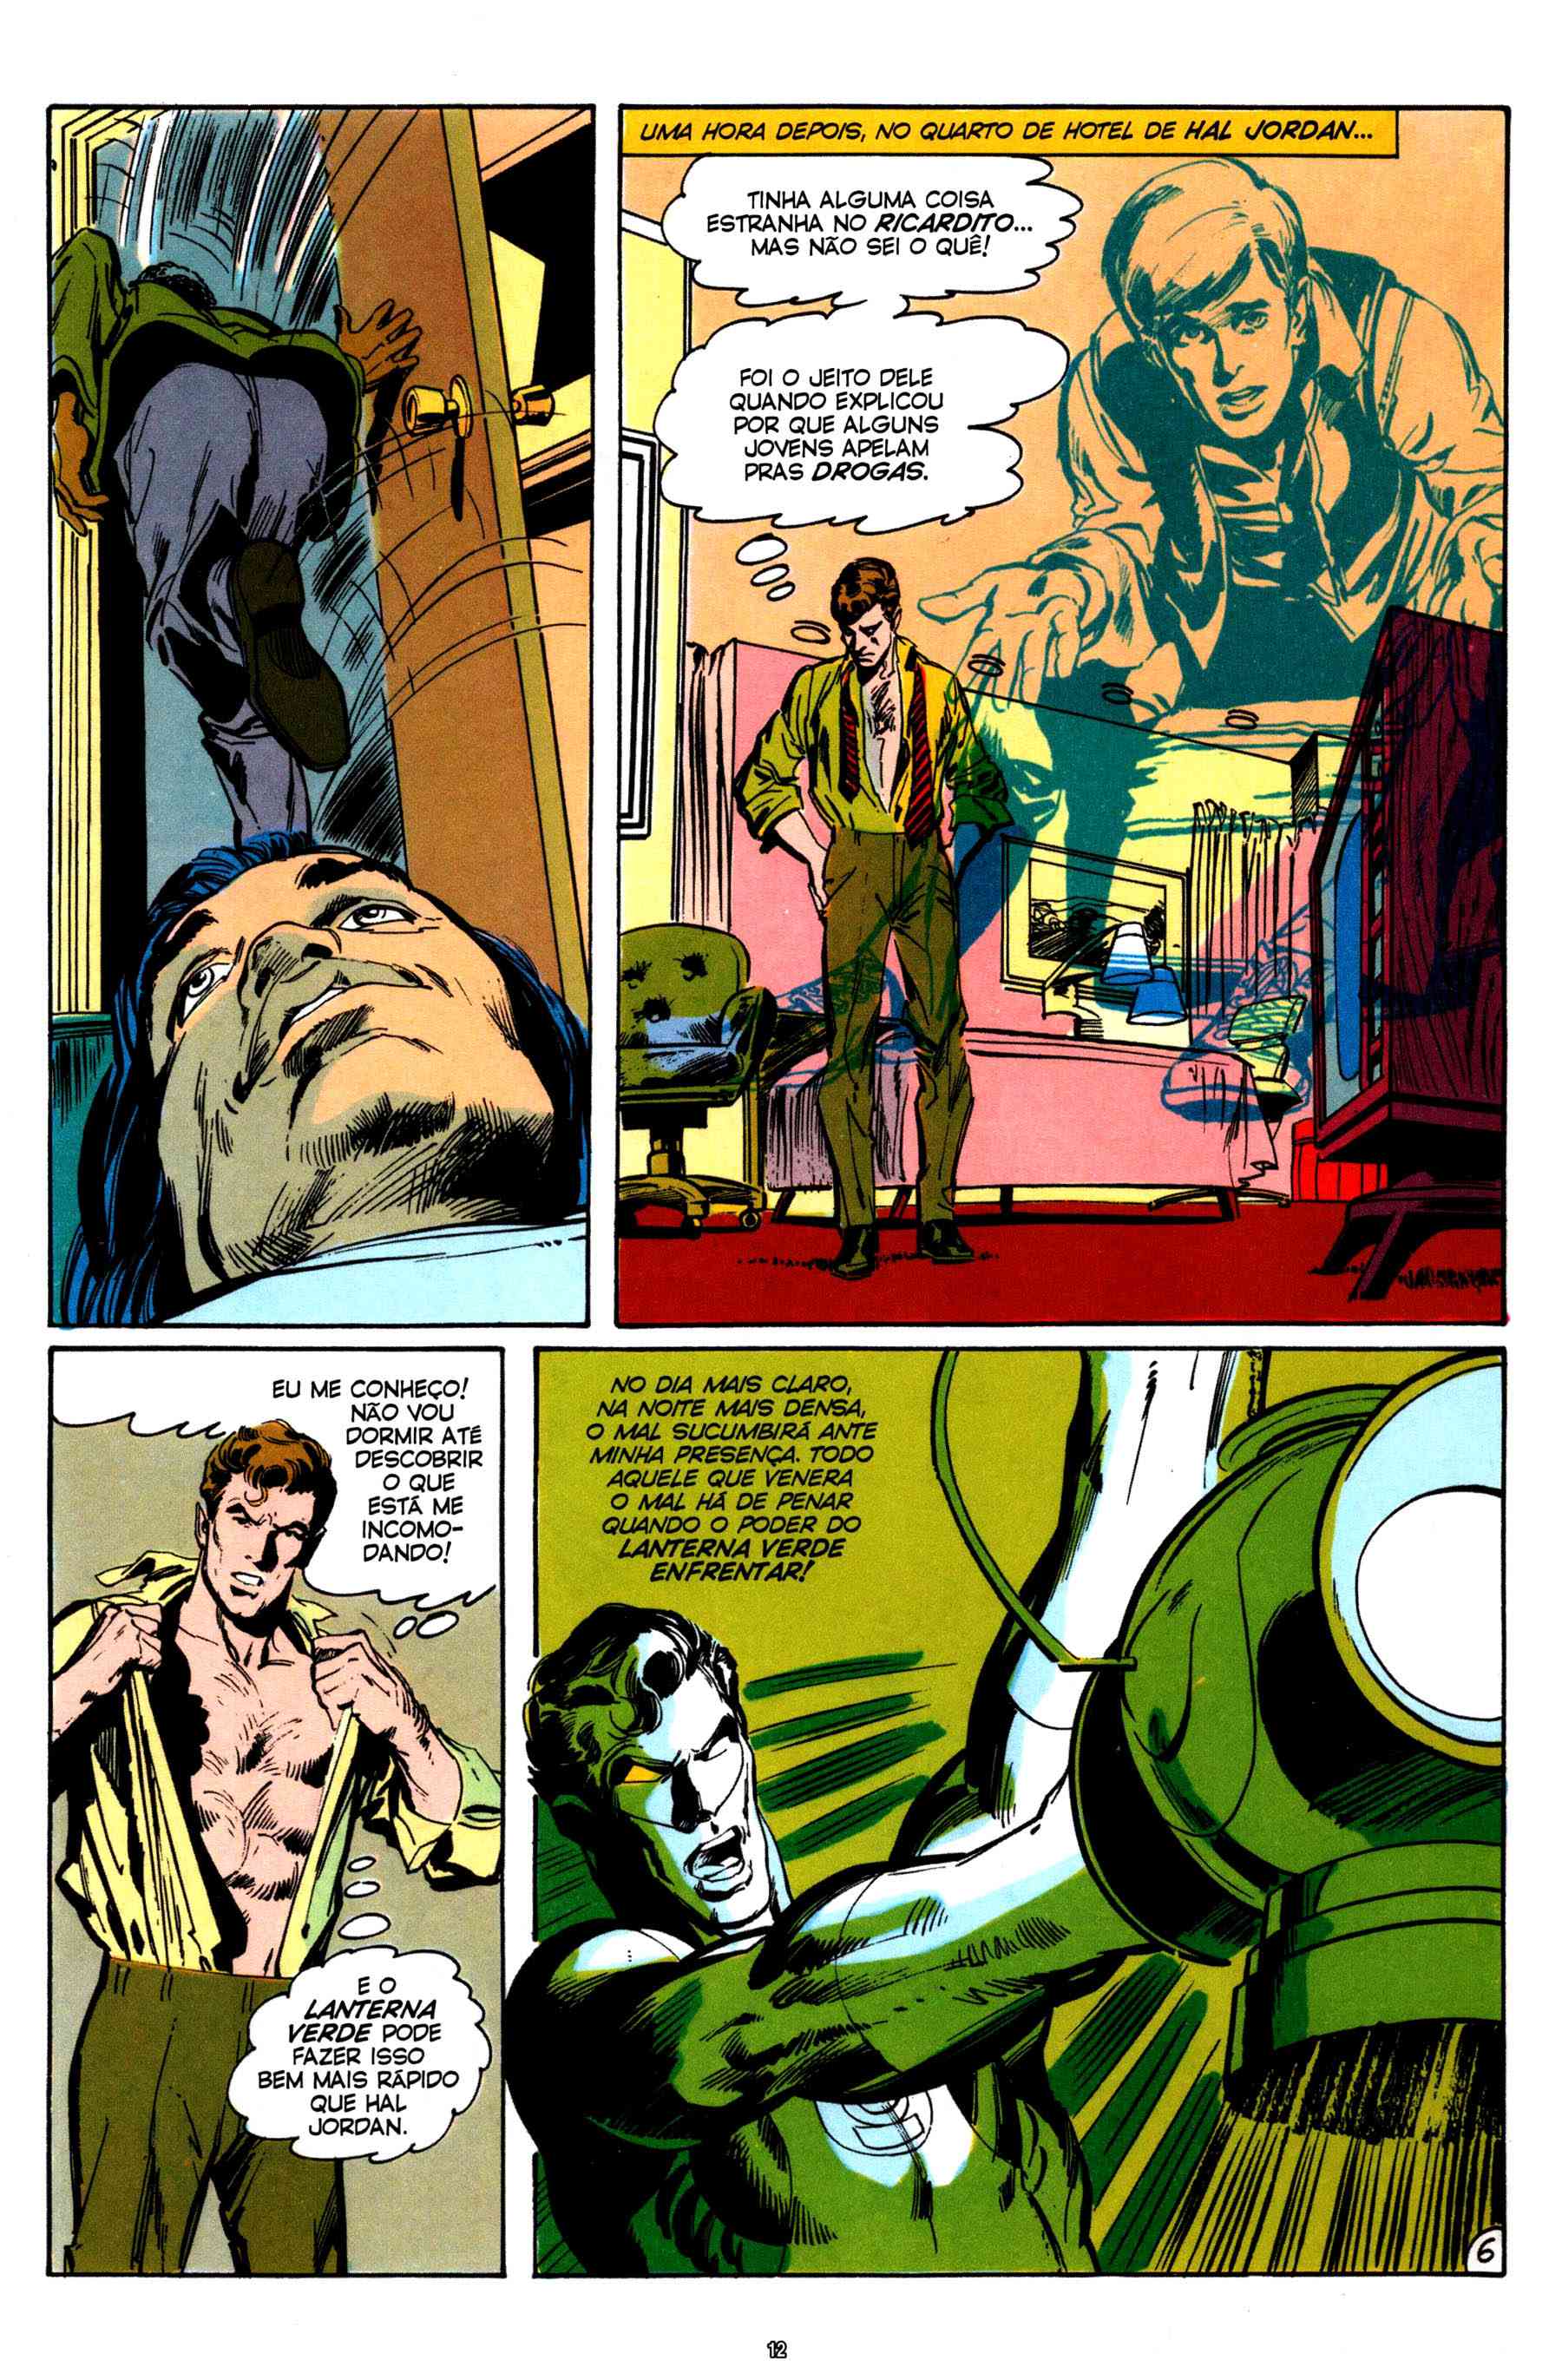 UMA HORA DEPOIS, NO QUARTO DE HOTEL DE HAL JORDAN...
TINHA ALGUMA COISA
ESTRANHA NO RICARDITO...
MAS NÃO SEI O QUÊ!
FOI O JEITO DELE
QUANDO EXPLICOU
POR QUE ALGUNS
JOVENS APELAM
PRAS DROGAS.
EU ME CONHEÇO!
NÃO VOU
DORMIR ATÉ
DESCOBRIR
O QUE
ESTÁ ME
INCOMO-
DANDO!
E O
LANTERNA
VERDE PODE
FAZER ISSO
BEM MAIS RÁPIDO
QUE HAL
JORDAN.
NO DIA MAIS CLARO,
NA NOITE MAIS DENSA,
O MAL SUCUMBIRÁ ANTE
MINHA PRESENÇA. TODO
AQUELE QUE VENERA
O MAL HÁ DE PENAR
QUANDO O PODER DO
LANTERNA VERDE
ENFRENTAR!
6
12